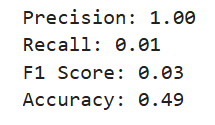 Precision: 1.00
Recall: 0.01
F1 Score: 0.03
Accuracy: 0.49